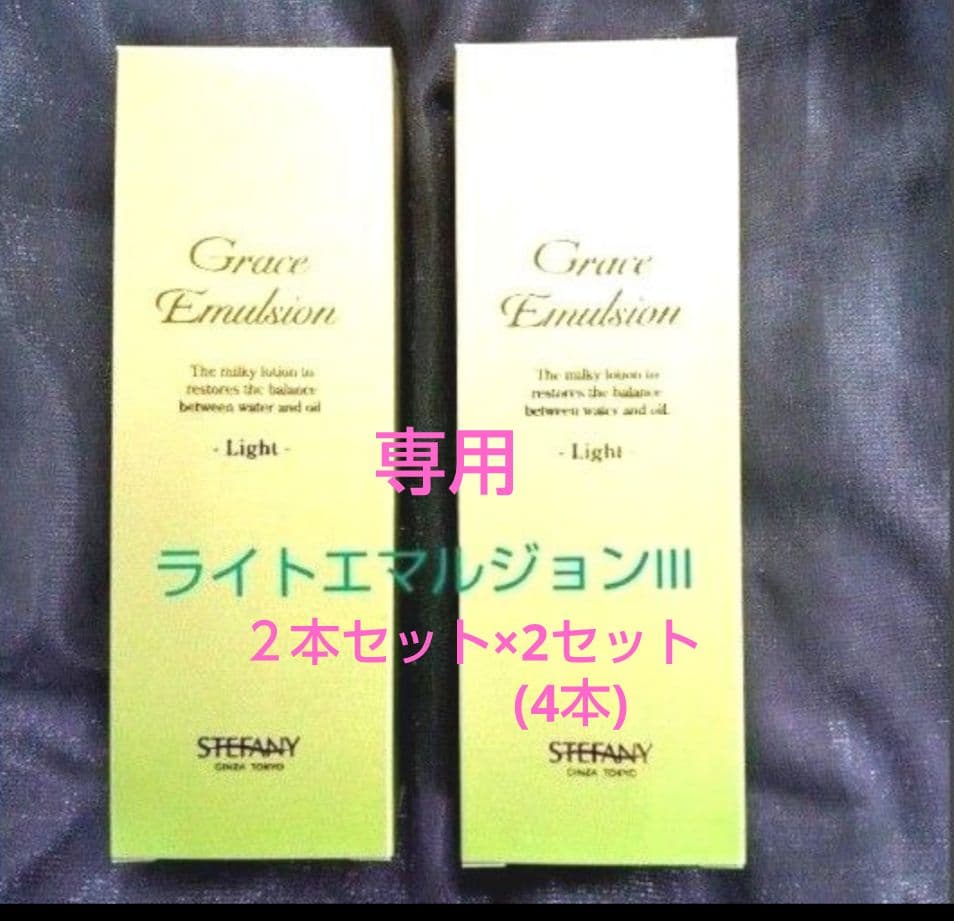 Grace
Emulsion
The milky lotion to
restores the balance
between water and oil
- Light -
STEFANY
GINZA TOKYO
Grace
Emulsion
The milky lotion to
restores the balance
between water and oil.
- Light -
STEFANY
GINZA TOKYO
専用
ライトエマルジョンIII
２本セット×2セット
(4本)